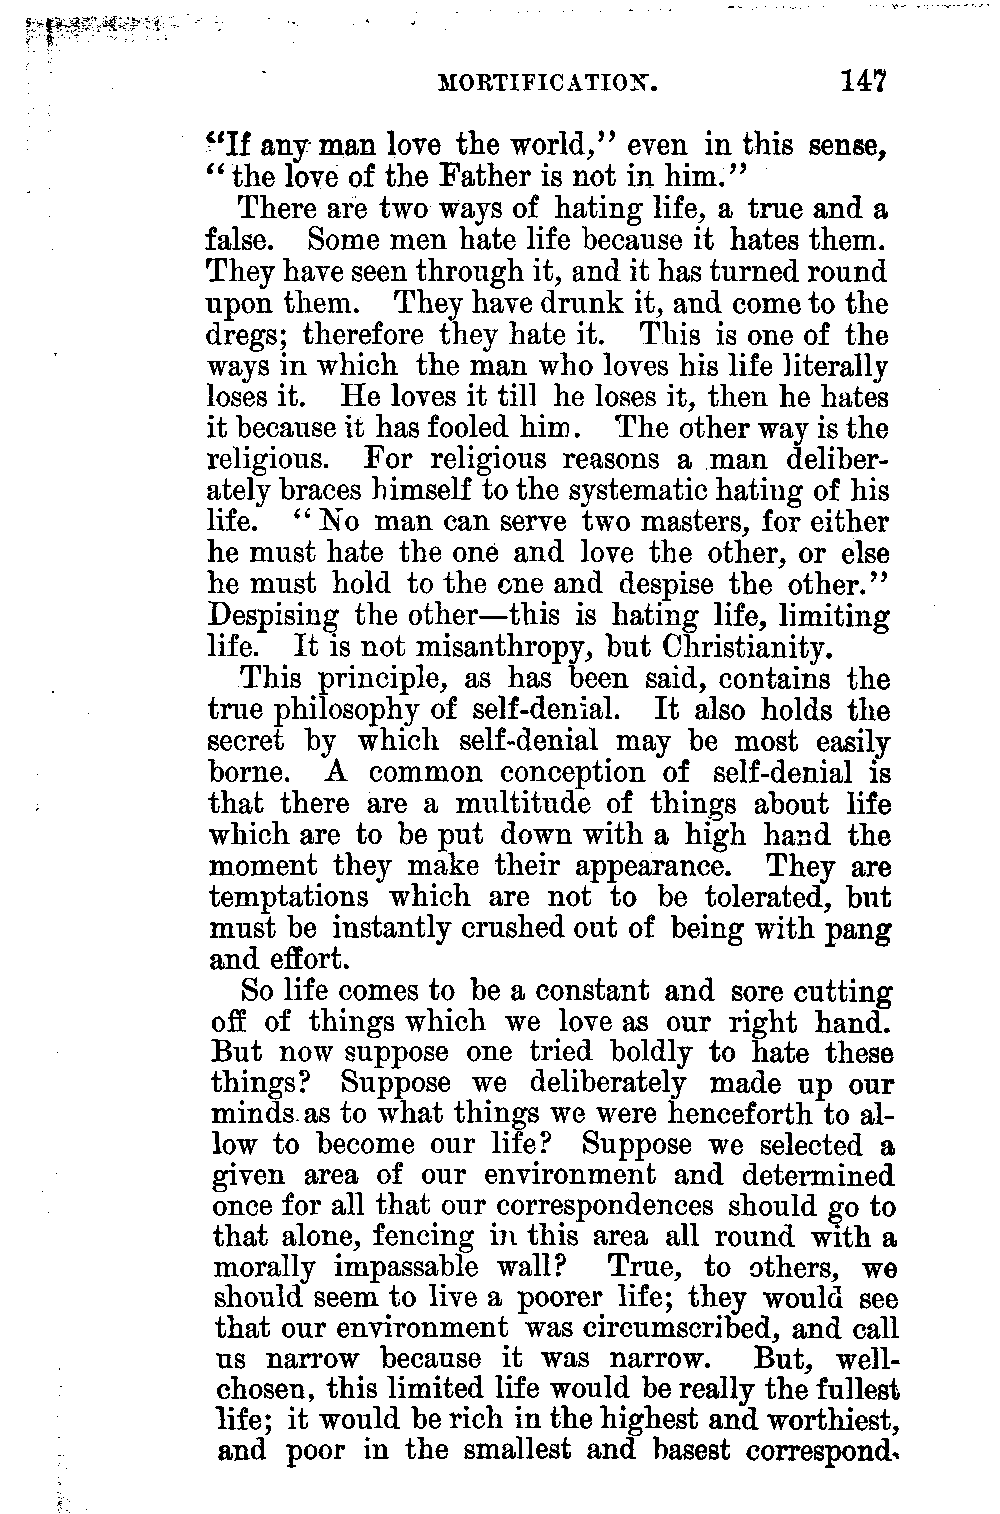 MORTIFICATION. 147
"If any man love the world," even in this sense,
"the love of the Father is not in him."
There are two ways of hating life, a true and a
false. Some men hate life because it hates them.
They have seen through it, and it has turned round
upon them. They have drunk it, and come to the
dregs; therefore they hate it. This is one of the
ways in which the man who loves his life literally
loses it. He loves it till he loses it, then he hates
it because it has fooled him. The other way is the
religious. For religious reasons a man deliber-
ately braces himself to the systematic hating of his
life. "No man can serve two masters, for either
he must hate the one and love the other, or else
he must hold to the one and despise the other."
Despising the other—this is hating life, limiting
life. It is not misanthropy, but Christianity.
This principle, as has been said, contains the
true philosophy of self-denial. It also holds the
secret by which self-denial may be most easily
borne. A common conception of self-denial is
that there are a multitude of things about life
which are to be put down with a high hand the
moment they make their appearance. They are
temptations which are not to be tolerated, but
must be instantly crushed out of being with pang
and effort.
So life comes to be a constant and sore cutting
off of things which we love as our right hand.
But now suppose one tried boldly to hate these
things? Suppose we deliberately made up our
minds as to what things we were henceforth to al-
low to become our life? Suppose we selected a
given area of our environment and determined
once for all that our correspondences should go to
that alone, fencing in this area all round with a
morally impassable wall? True, to others, we
should seem to live a poorer life; they would see
that our environment was circumscribed, and call
us narrow because it was narrow. But, well-
chosen, this limited life would be really the fullest
life; it would be rich in the highest and worthiest,
and poor in the smallest and basest correspond-